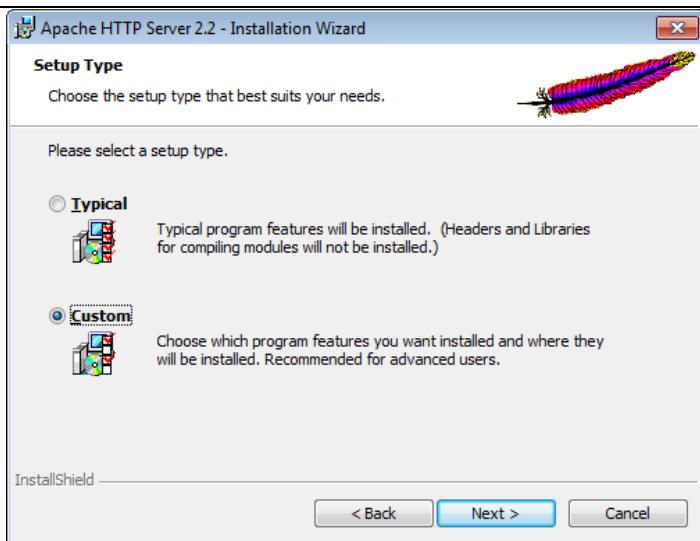 Apache HTTP Server 2.2 - Installation Wizard
Setup Type
Choose the setup type that best suits your needs.
Please select a setup type.
Typical
Typical program features will be installed. (Headers and Libraries
for compiling modules will not be installed.)
Custom
Choose which program features you want installed and where they
will be installed. Recommended for advanced users.
InstallShield
< Back
Next >
Cancel